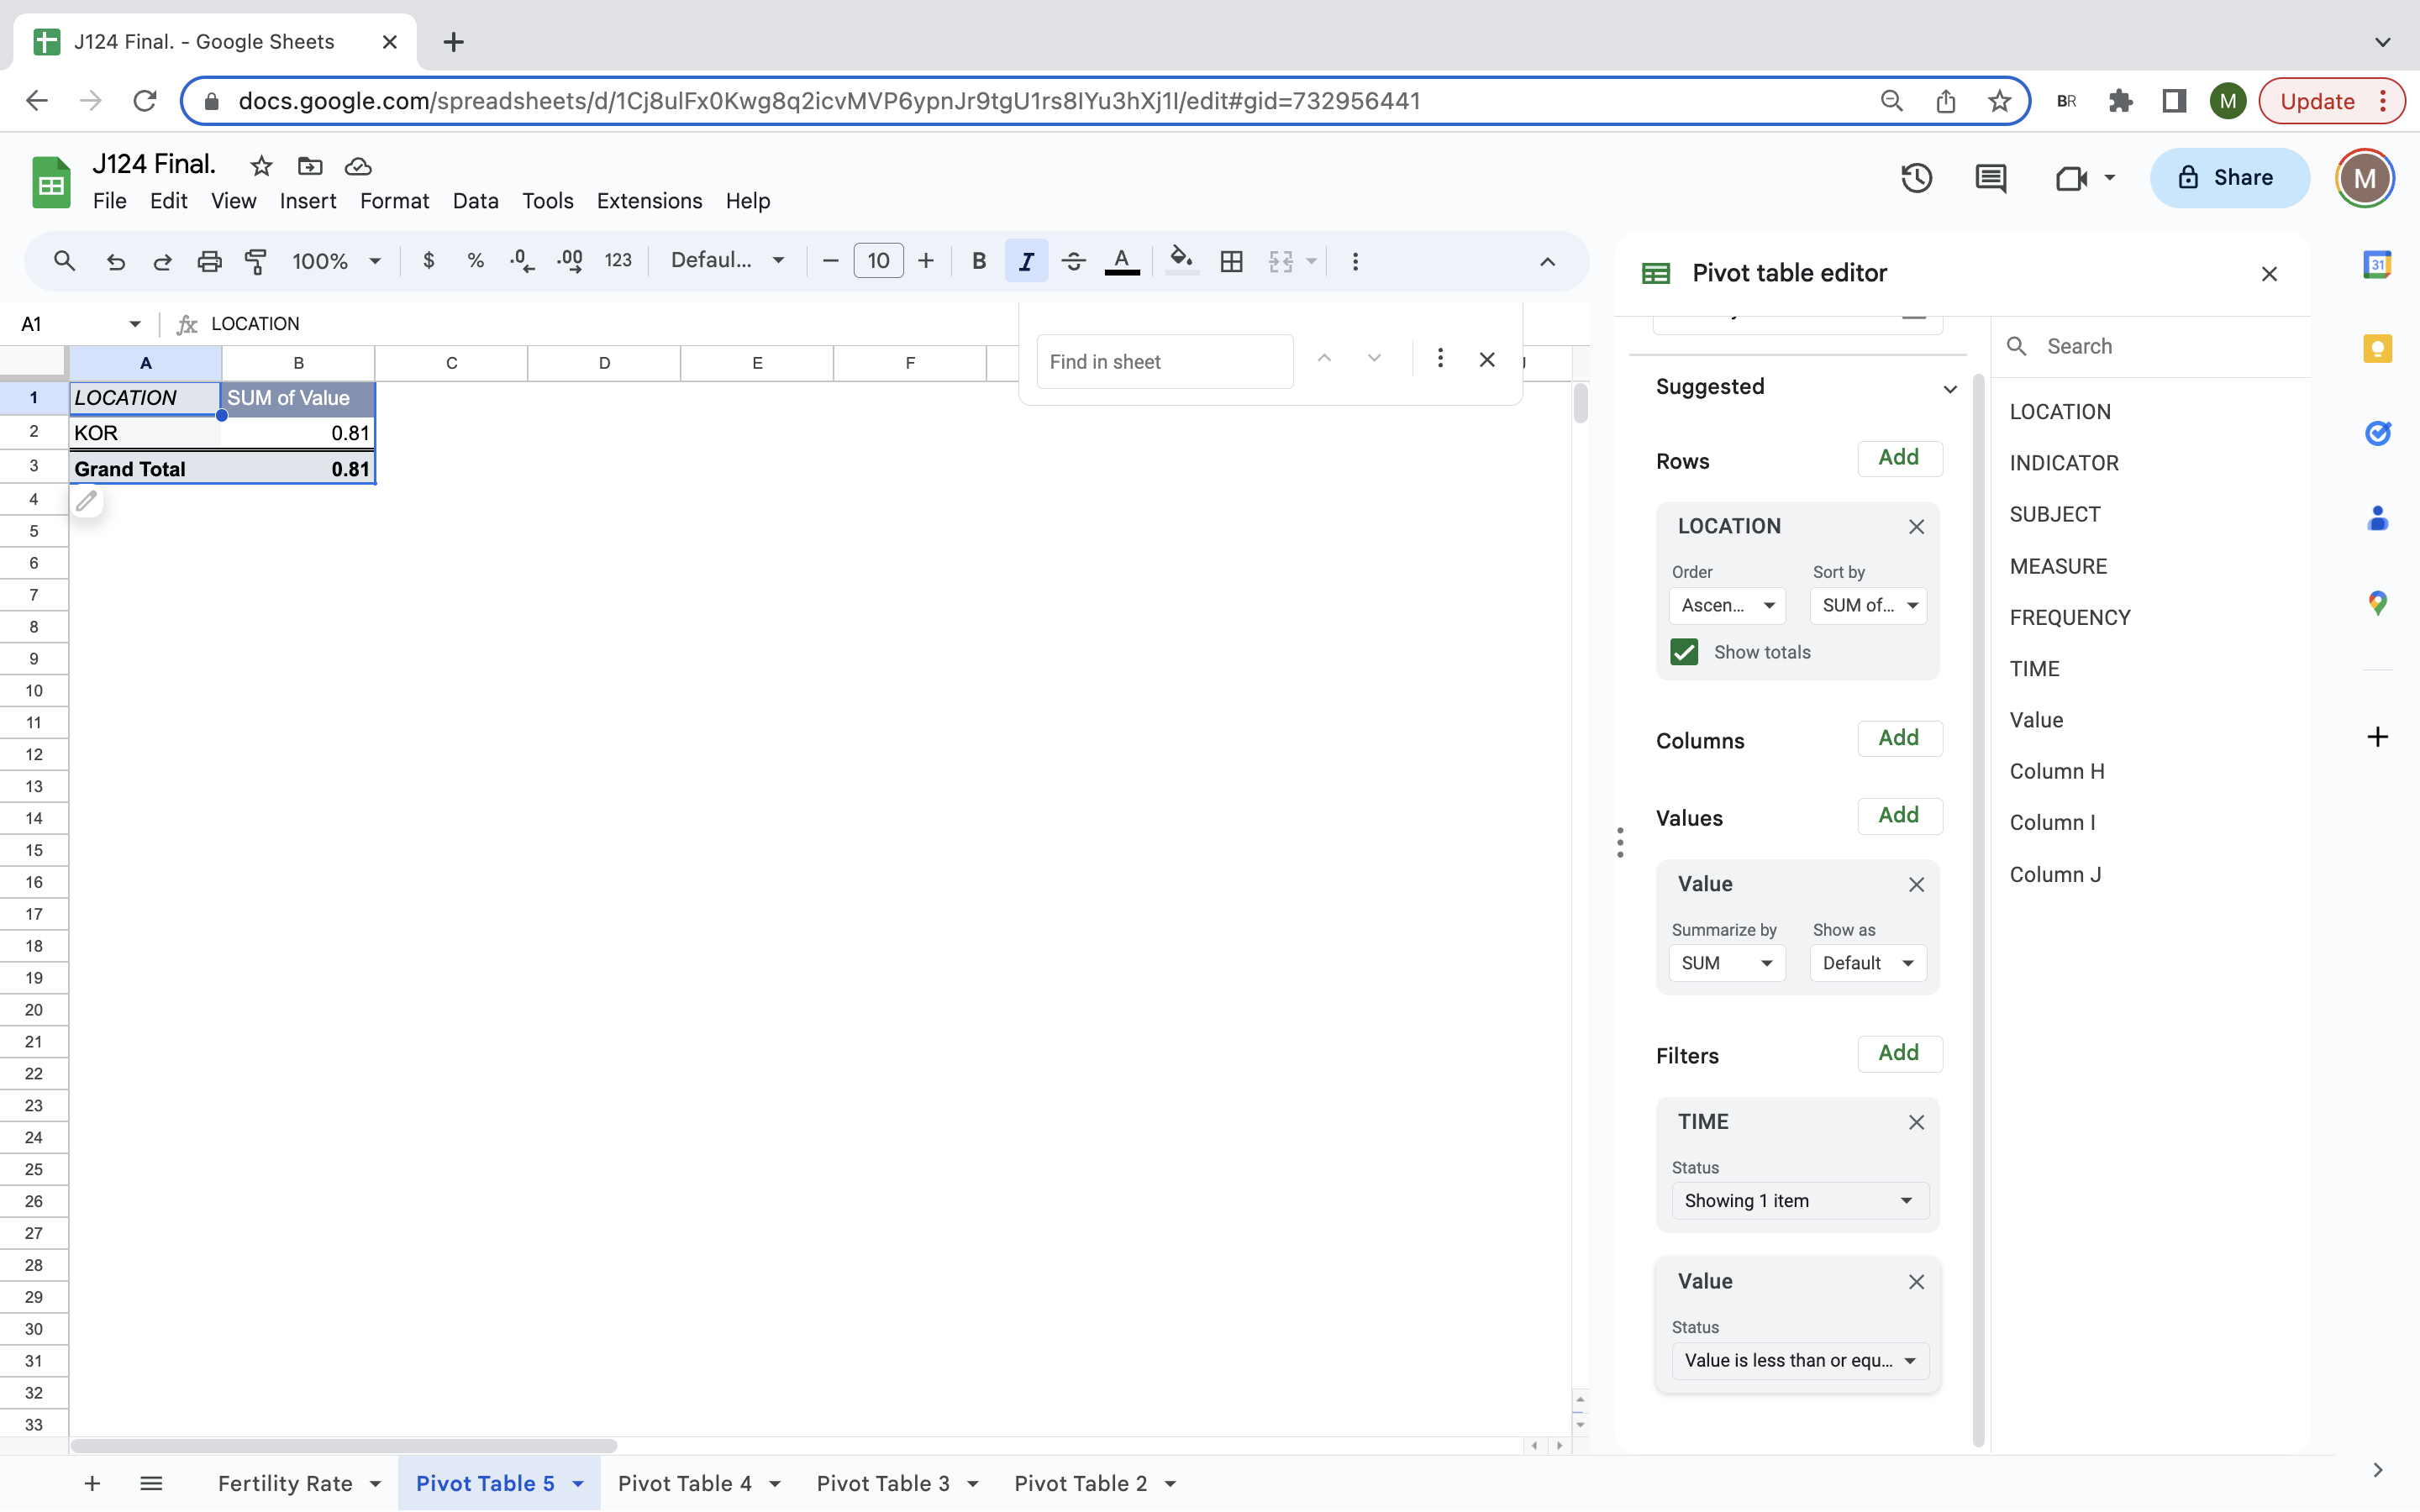 J124 Final. - Google Sheets
docs.google.com/spreadsheets/d/1Cj8ulFx0Kwg8q2icvMVP6ypnJr9tgU1rs8IYu3hXj1I/edit#gid=732956441
BR
M
Update
J124 Final.
File Edit View Insert Format Data Tools Extensions Help
Share
M
100%
$ % .0 .00 123
Defaul...
10
B I S A
Pivot table editor
31
A1
fx LOCATION
Find in sheet
Search
A B C D E F
1 LOCATION SUM of Value
2 KOR 0.81
3 Grand Total 0.81
4
5
6
7
8
9
10
11
12
13
14
15
16
17
18
19
20
21
22
23
24
25
26
27
28
29
30
31
32
33
Suggested
Rows Add
LOCATION
Order Sort by
Ascen... SUM of...
Show totals
Columns Add
Values Add
Value
Summarize by Show as
SUM Default
Filters Add
TIME
Status
Showing 1 item
Value
Status
Value is less than or equ...
LOCATION
INDICATOR
SUBJECT
MEASURE
FREQUENCY
TIME
Value
Column H
Column I
Column J
Fertility Rate Pivot Table 5 Pivot Table 4 Pivot Table 3 Pivot Table 2